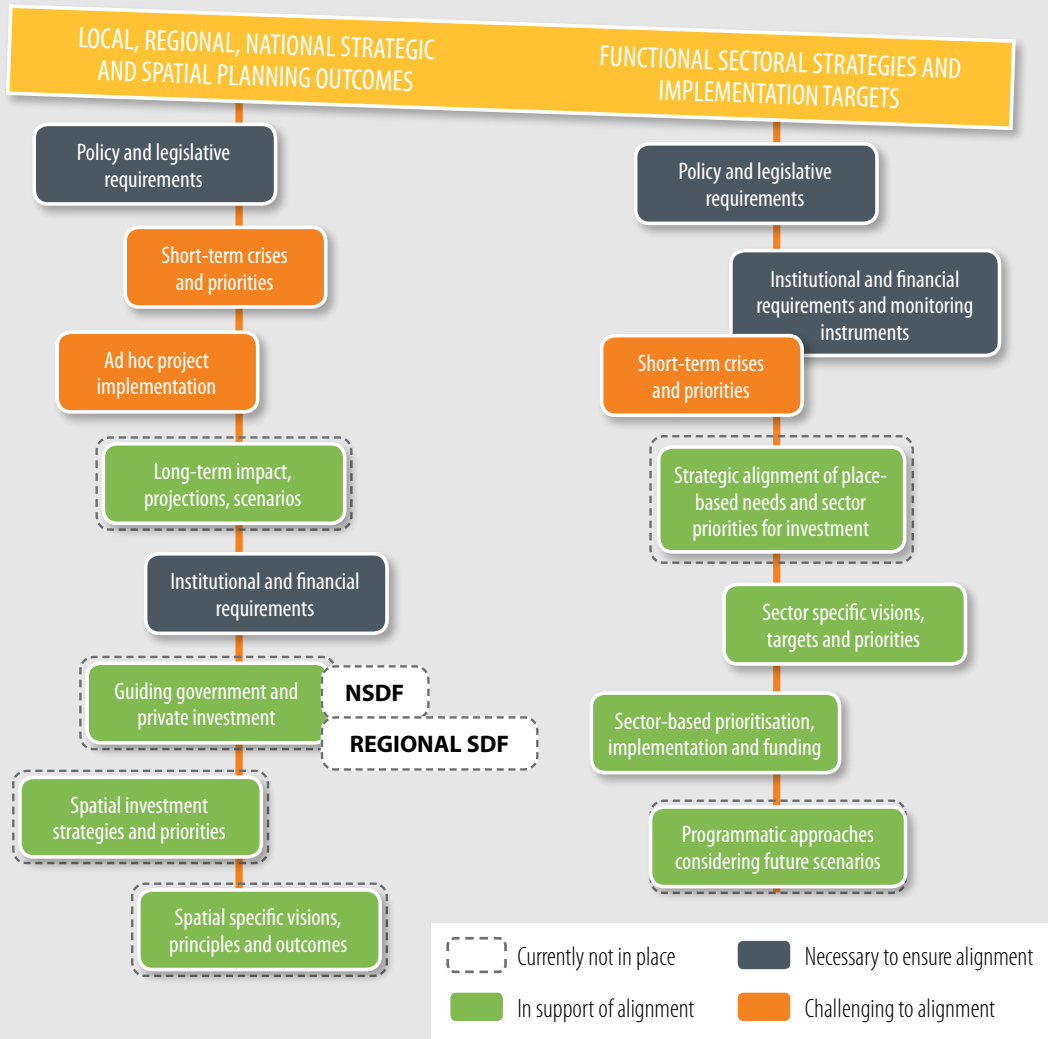 LOCAL, REGIONAL, NATIONAL STRATEGIC
AND SPATIAL PLANNING OUTCOMES
Policy and legislative
requirements
Short-term crises
and priorities
Ad hoc project
implementation
Long-term impact,
projections, scenarios
Institutional and financial
requirements
Guiding government and
private investment
NSDF
REGIONAL SDF
Spatial investment
strategies and priorities
Spatial specific visions,
principles and outcomes
FUNCTIONAL SECTORAL STRATEGIES AND
IMPLEMENTATION TARGETS
Policy and legislative
requirements
Institutional and financial
requirements and monitoring
instruments
Short-term crises
and priorities
Strategic alignment of place-
based needs and sector
priorities for investment
Sector specific visions,
targets and priorities
Sector-based prioritisation,
implementation and funding
Programmatic approaches
considering future scenarios
Currently not in place
Necessary to ensure alignment
In support of alignment
Challenging to alignment